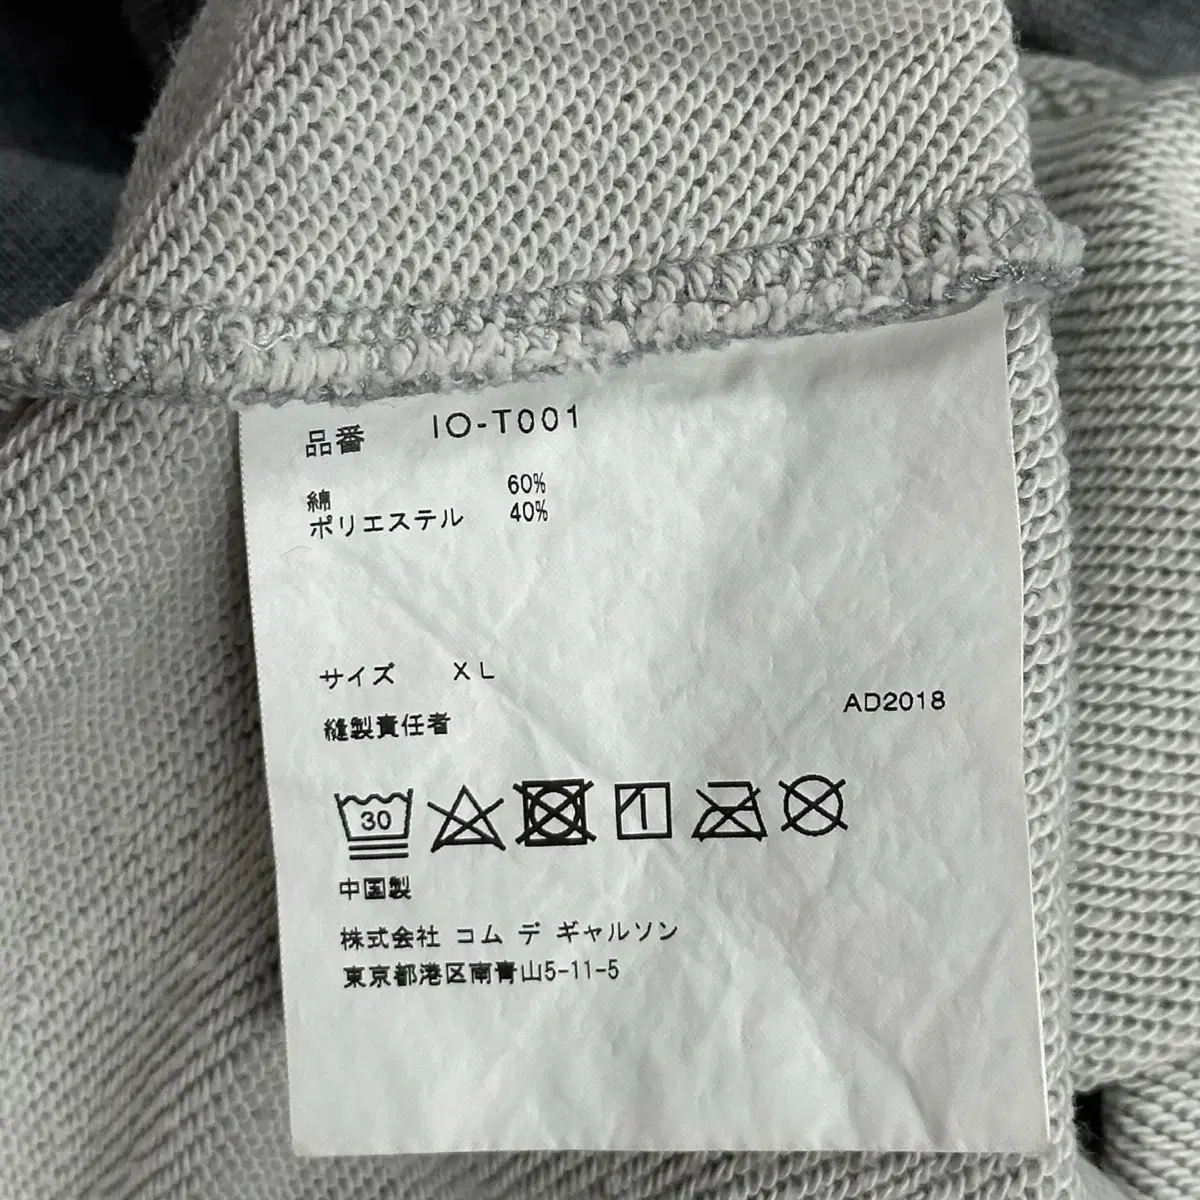 品番 IO-T001
綿 60%
ポリエステル 40%
サイズ XL
AD2018
縫製責任者
30
1
中国製
株式会社 コム デ ギャルソン
東京都港区南青山5-11-5